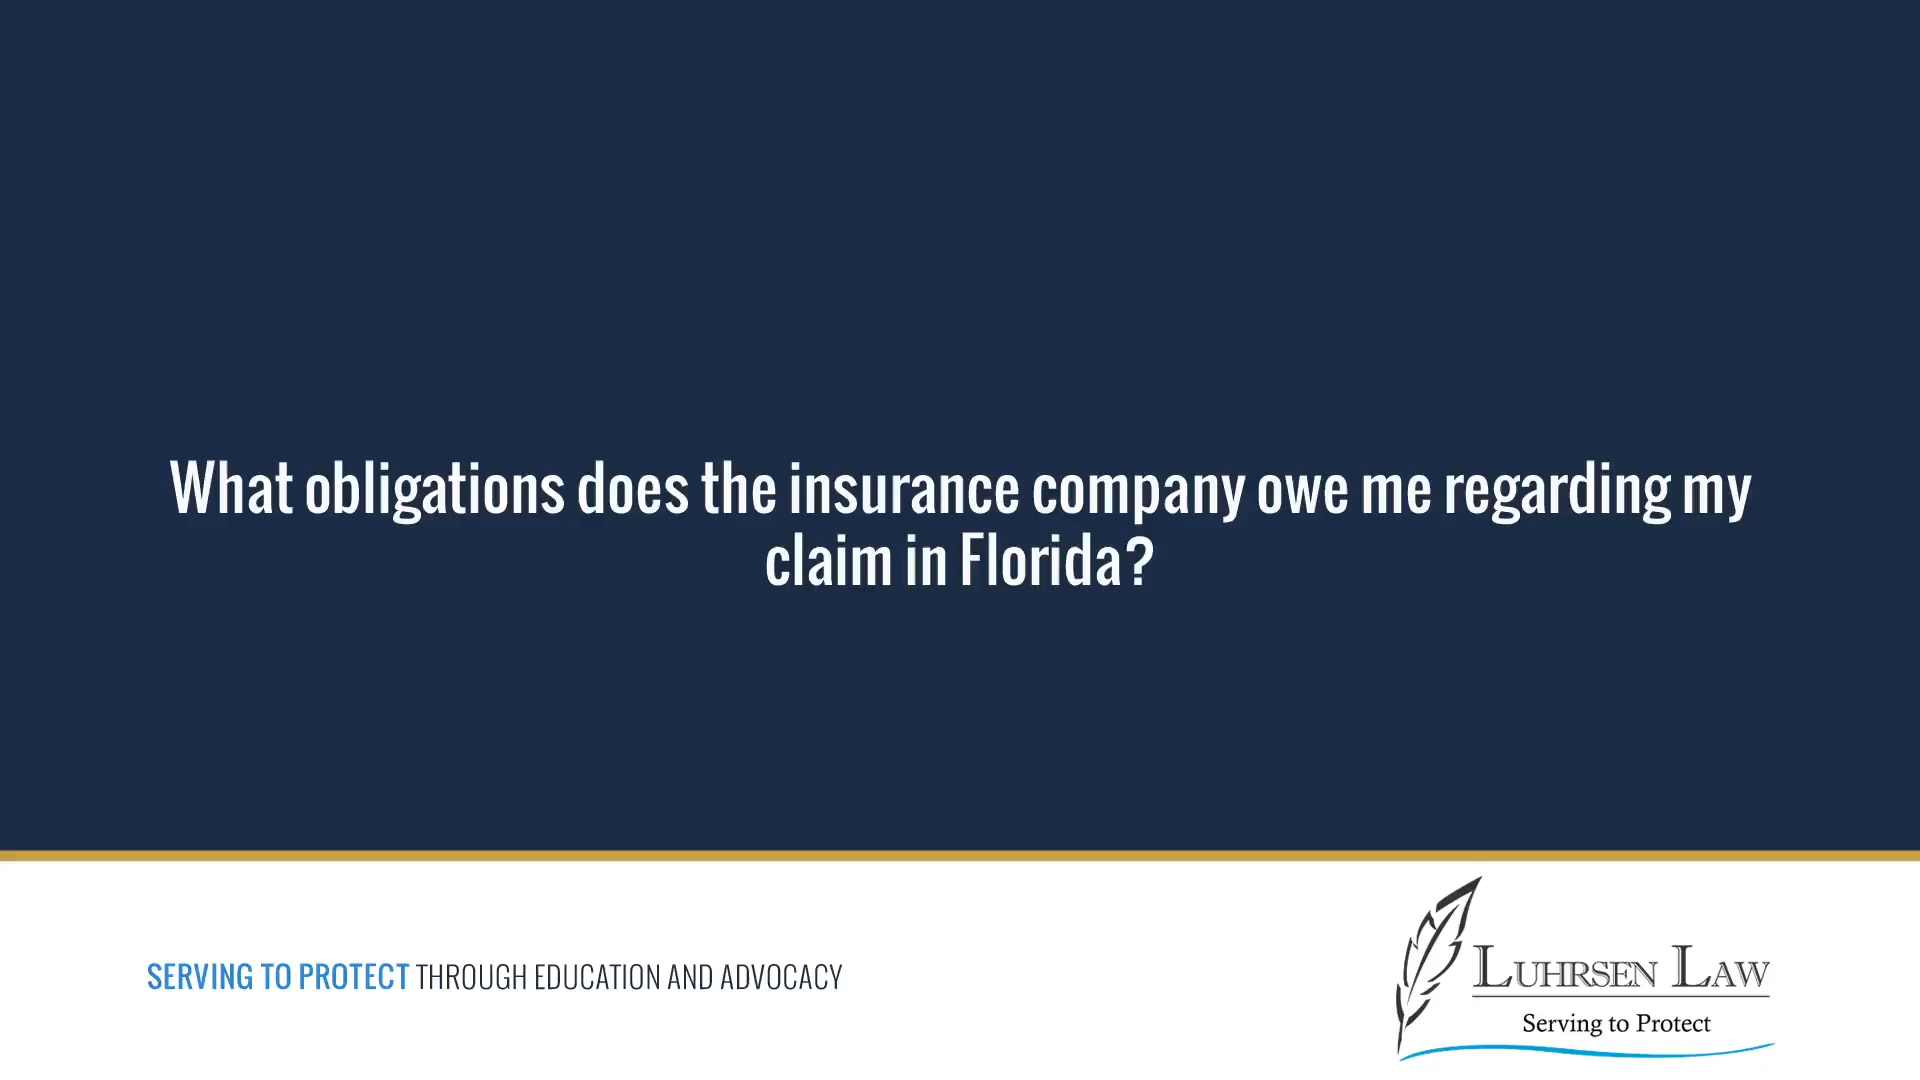 What obligations does the insurance company owe me regarding my
claim in Florida?
SERVING TO PROTECT THROUGH EDUCATION AND ADVOCACY
LUHRSEN LAW
Serving to Protect